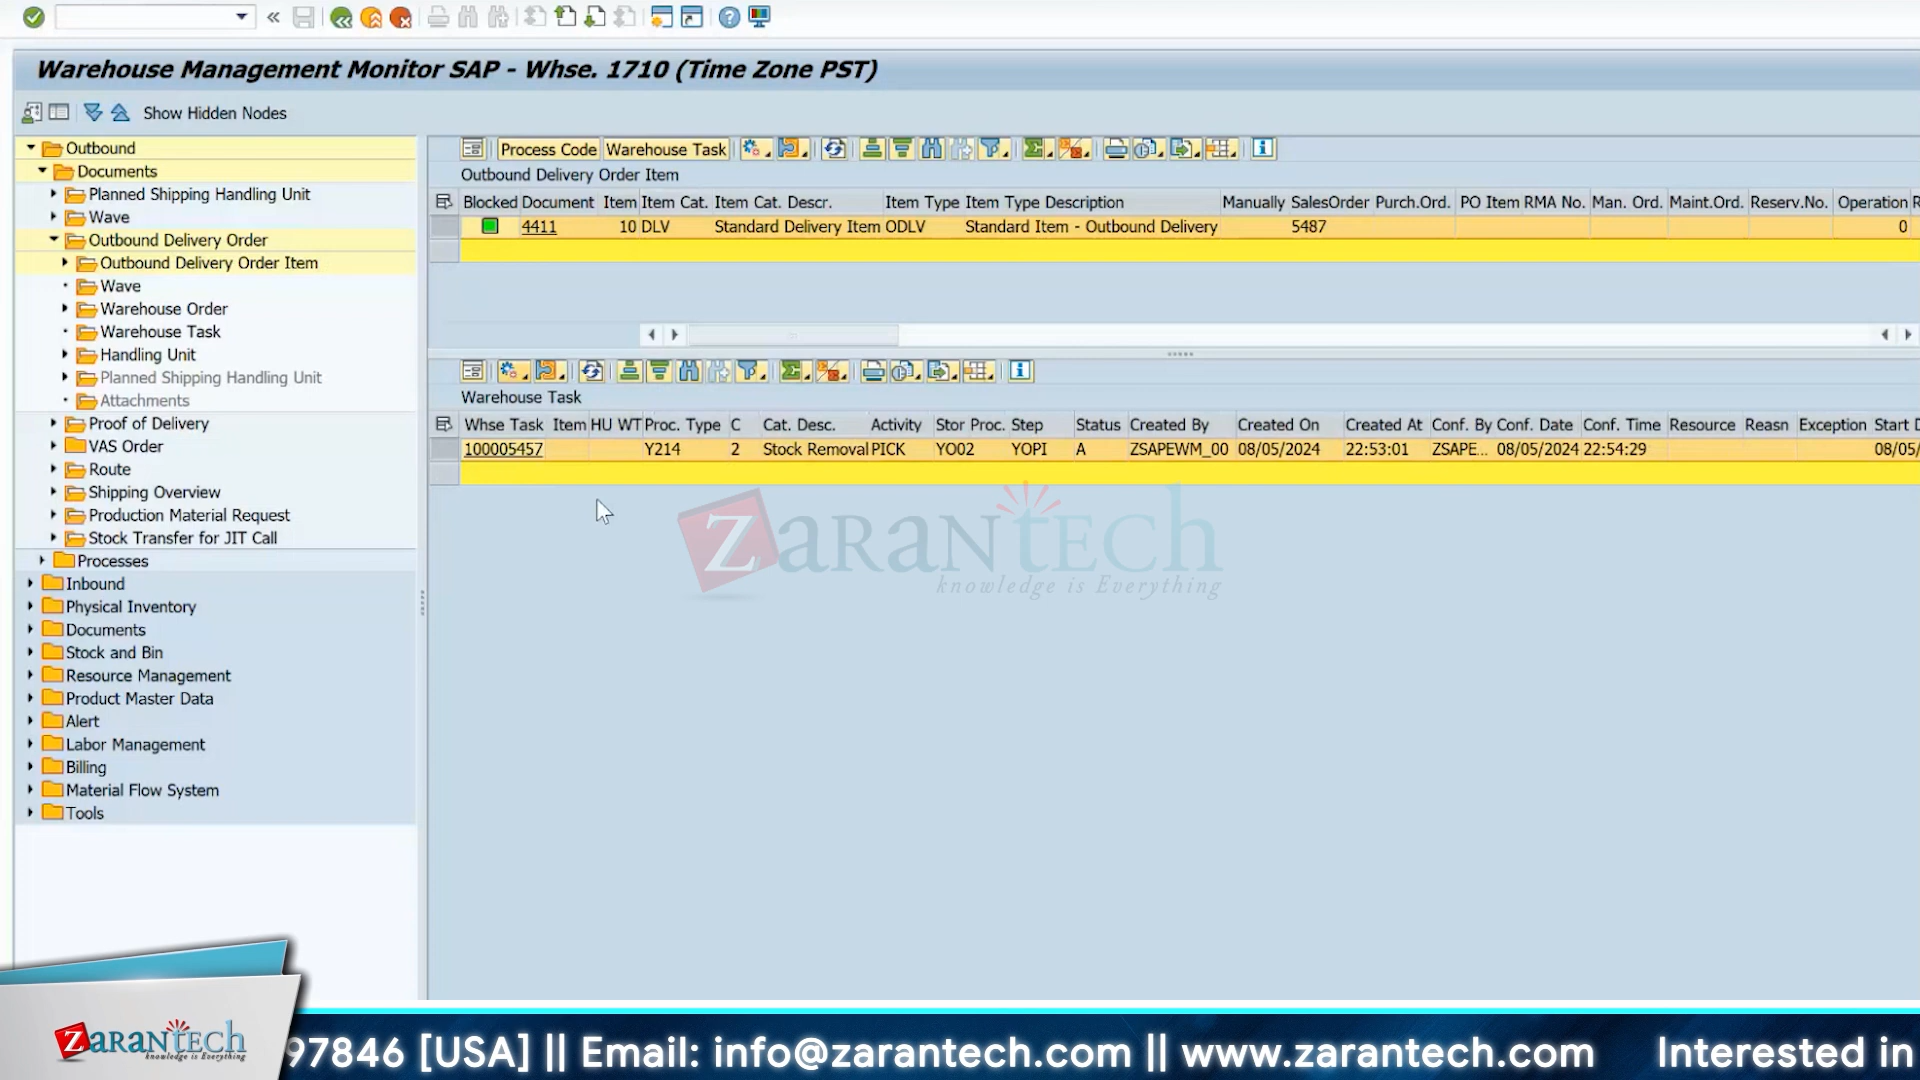 Warehouse Management Monitor SAP - Whse. 1710 (Time Zone PST)
Show Hidden Nodes
Outbound
Documents
Planned Shipping Handling Unit
Wave
Outbound Delivery Order
Outbound Delivery Order Item
Wave
Warehouse Order
Warehouse Task
Handling Unit
Planned Shipping Handling Unit
Attachments
Proof of Delivery
VAS Order
Route
Shipping Overview
Production Material Request
Stock Transfer for JIT Call
Processes
Inbound
Physical Inventory
Documents
Stock and Bin
Resource Management
Product Master Data
Alert
Labor Management
Billing
Material Flow System
Tools
Process Code Warehouse Task
Outbound Delivery Order Item
Blocked Document Item Item Cat. Item Cat. Descr. Item Type Item Type Description Manually SalesOrder Purch.Ord. PO Item RMA No. Man. Ord. Maint.Ord. Reserv.No. Operation R
4411 10 DLV Standard Delivery Item ODLV Standard Item - Outbound Delivery 5487 0
Warehouse Task
Whse Task Item HU WT Proc. Type C Cat. Desc. Activity Stor Proc. Step Status Created By Created On Created At Conf. By Conf. Date Conf. Time Resource Reasn Exception Start D
100005457 Y214 2 Stock Removal PICK YO02 YOPI A ZSAPEWM_00 08/05/2024 22:53:01 ZSAPE... 08/05/2024 22:54:29 08/05/
ZaranTech
knowledge is Everything
ZaranTech
knowledge is Everything
97846 [USA] || Email: info@zarantech.com || www.zarantech.com Interested in